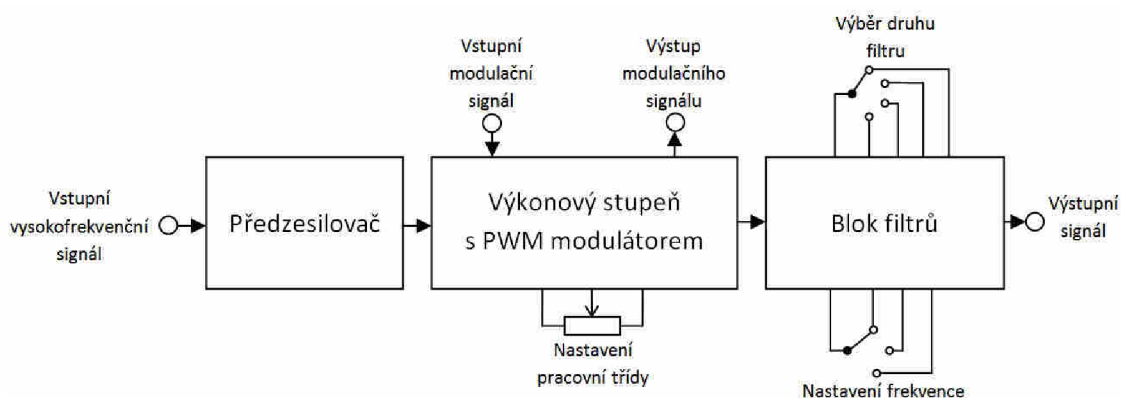 Vstupní
modulační
signál
Výstup
modulačního
signálu
Výběr druhu
filtru
Vstupní
vysokofrekvenční
signál
Předzesilovač
Výkonový stupeň
s PWM modulátorem
Blok filtrů
Výstupní
signál
Nastavení
pracovní třídy
Nastavení frekvence